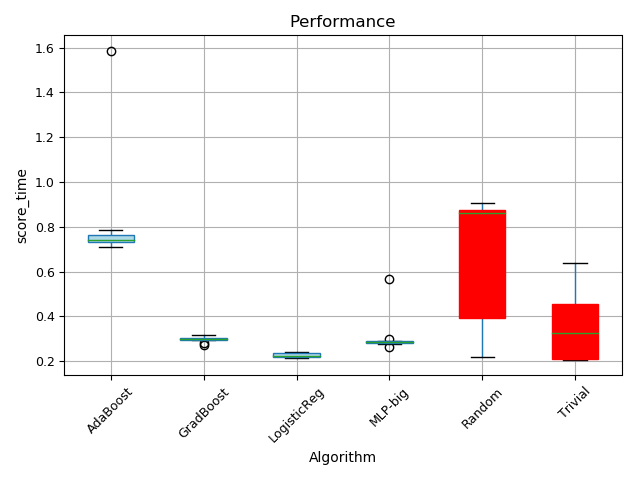 Performance
score_time
1.6
1.4
1.2
1.0
0.8
0.6
0.4
0.2
AdaBoost
GradBoost
LogisticReg
MLP-big
Random
Trivial
Algorithm